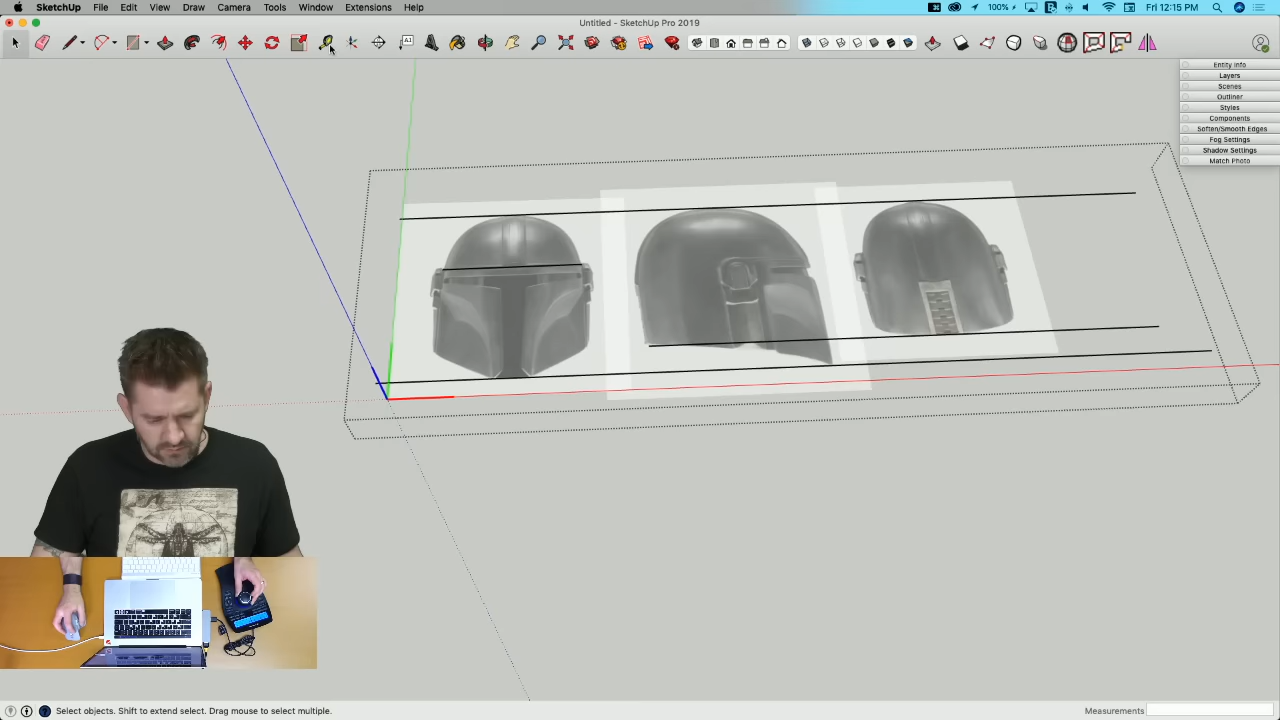 SketchUp File Edit View Draw Camera Tools Window Extensions Help
100% Fri 12:15 PM
Untitled - SketchUp Pro 2019
A1
Entity Info
Layers
Scenes
Outliner
Styles
Components
Soften/Smooth Edges
Fog Settings
Shadow Settings
Match Photo
Select objects. Shift to extend select. Drag mouse to select multiple.
Measurements